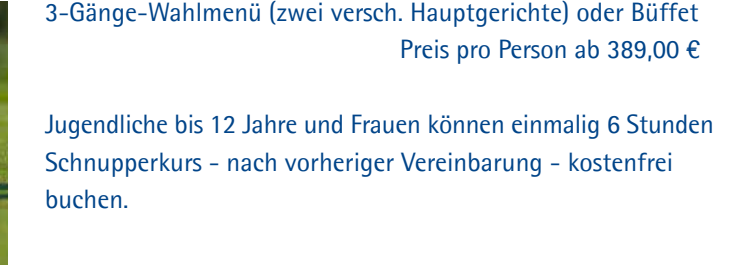 3-Gänge-Wahlmenü (zwei versch. Hauptgerichte) oder Büffet
Preis pro Person ab 389,00 €
Jugendliche bis 12 Jahre und Frauen können einmalig 6 Stunden
Schnupperkurs - nach vorheriger Vereinbarung - kostenfrei
buchen.